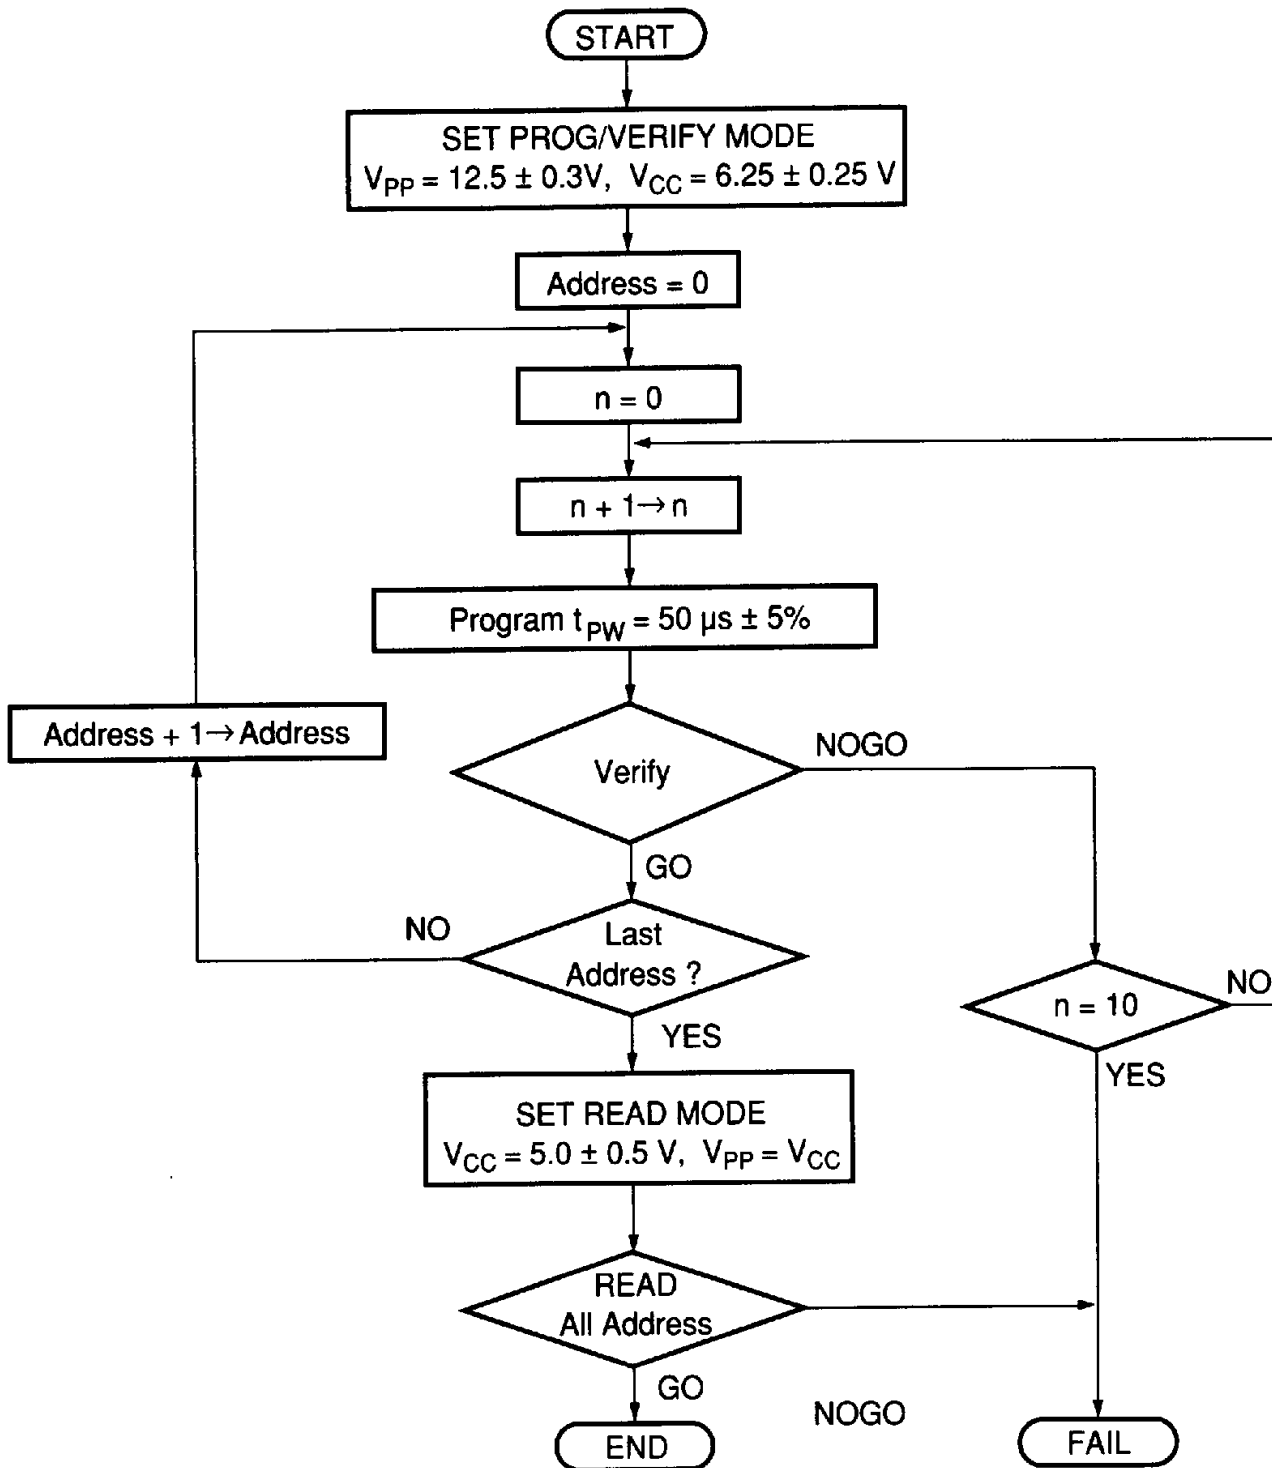 START
SET PROG/VERIFY MODE
VPP = 12.5 ± 0.3V, VCC = 6.25 ± 0.25 V
Address = 0
n = 0
n + 1→n
Program tPW = 50 µs ± 5%
Address + 1→Address
Verify
NOGO
GO
NO
Last
Address ?
n = 10
NO
YES
YES
SET READ MODE
VCC = 5.0 ± 0.5 V, VPP = VCC
READ
All Address
GO
NOGO
END
FAIL